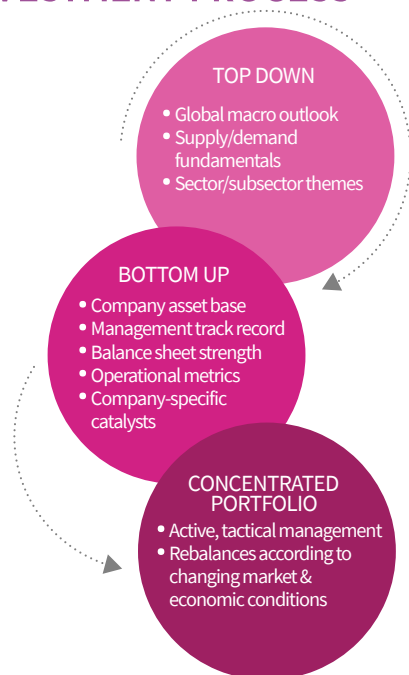 TOP DOWN
• Global macro outlook
• Supply/demand
fundamentals
• Sector/subsector themes
BOTTOM UP
• Company asset base
• Management track record
• Balance sheet strength
• Operational metrics
• Company-specific
catalysts
CONCENTRATED
PORTFOLIO
• Active, tactical management
• Rebalances according to
changing market &
economic conditions